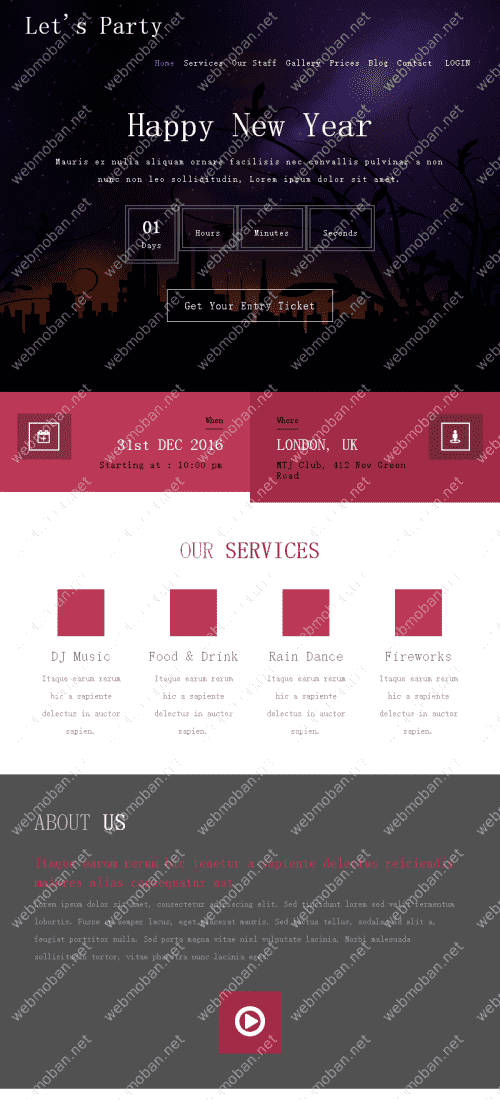 Let's Party
Home Services Our Staff Gallery Prices Blog Contact LOGIN
Happy New Year
Mauris ex nulla aliquam ornare facilisis nec convallis pulvinar a non
nunc non leo sollicitudin, Lorem ipsum dolor sit amet.
01
Days
Hours
Minutes
Seconds
Get Your Entry Ticket
When
31st DEC 2016
Starting at : 10:00 pm
Where
LONDON, UK
MTJ Club, 412 New Green
Road
OUR SERVICES
DJ Music
Itaque earum rerum
hic a sapiente
delectus in auctor
sapien.
Food & Drink
Itaque earum rerum
hic a sapiente
delectus in auctor
sapien.
Rain Dance
Itaque earum rerum
hic a sapiente
delectus in auctor
sapien.
Fireworks
Itaque earum rerum
hic a sapiente
delectus in auctor
sapien.
ABOUT US
Itaque earum rerum hic tenetur a sapiente delectus reiciendis
maiores alias consequatur aut
Lorem ipsum dolor sit amet, consectetur adipiscing elit. Sed tincidunt lorem sed velit fermentum
lobortis. Fusce eu semper lacus, eget placerat mauris. Sed lectus tellus, sodales id elit a,
feugiat porttitor nulla. Sed porta magna vitae nisl vulputate lacinia. Morbi malesuada
sollicitudin tortor, vitae pharetra nunc lacinia eget.
webmoban.net